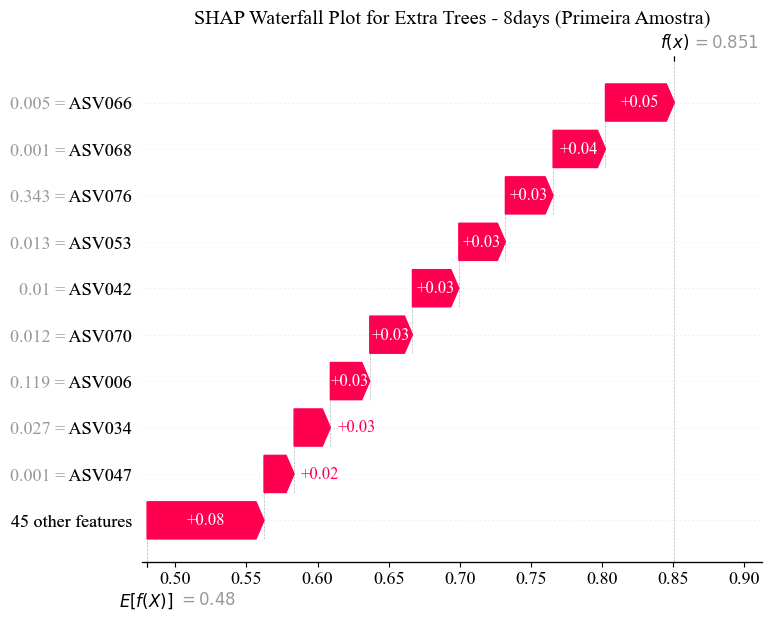 SHAP Waterfall Plot for Extra Trees - 8days (Primeira Amostra)
f(x) = 0.851
0.005 = ASV066 +0.05
0.001 = ASV068 +0.04
0.343 = ASV076 +0.03
0.013 = ASV053 +0.03
0.01 = ASV042 +0.03
0.012 = ASV070 +0.03
0.119 = ASV006 +0.03
0.027 = ASV034 +0.03
0.001 = ASV047 +0.02
45 other features +0.08
0.50 0.55 0.60 0.65 0.70 0.75 0.80 0.85 0.90
E[f(X)] = 0.48